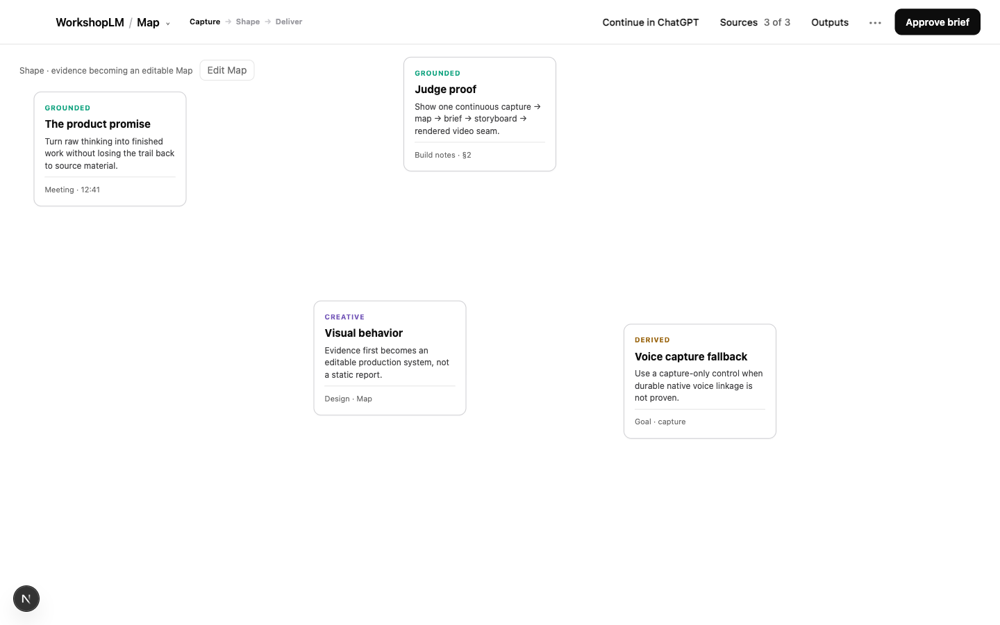 WorkshopLM / Map
Capture → Shape → Deliver
Continue in ChatGPT
Sources 3 of 3
Outputs
Approve brief
Shape · evidence becoming an editable Map
Edit Map
GROUNDED
The product promise
Turn raw thinking into finished
work without losing the trail back
to source material.
Meeting · 12:41
GROUNDED
Judge proof
Show one continuous capture →
map → brief → storyboard →
rendered video seam.
Build notes · §2
CREATIVE
Visual behavior
Evidence first becomes an
editable production system, not
a static report.
Design · Map
DERIVED
Voice capture fallback
Use a capture-only control when
durable native voice linkage is
not proven.
Goal · capture
N